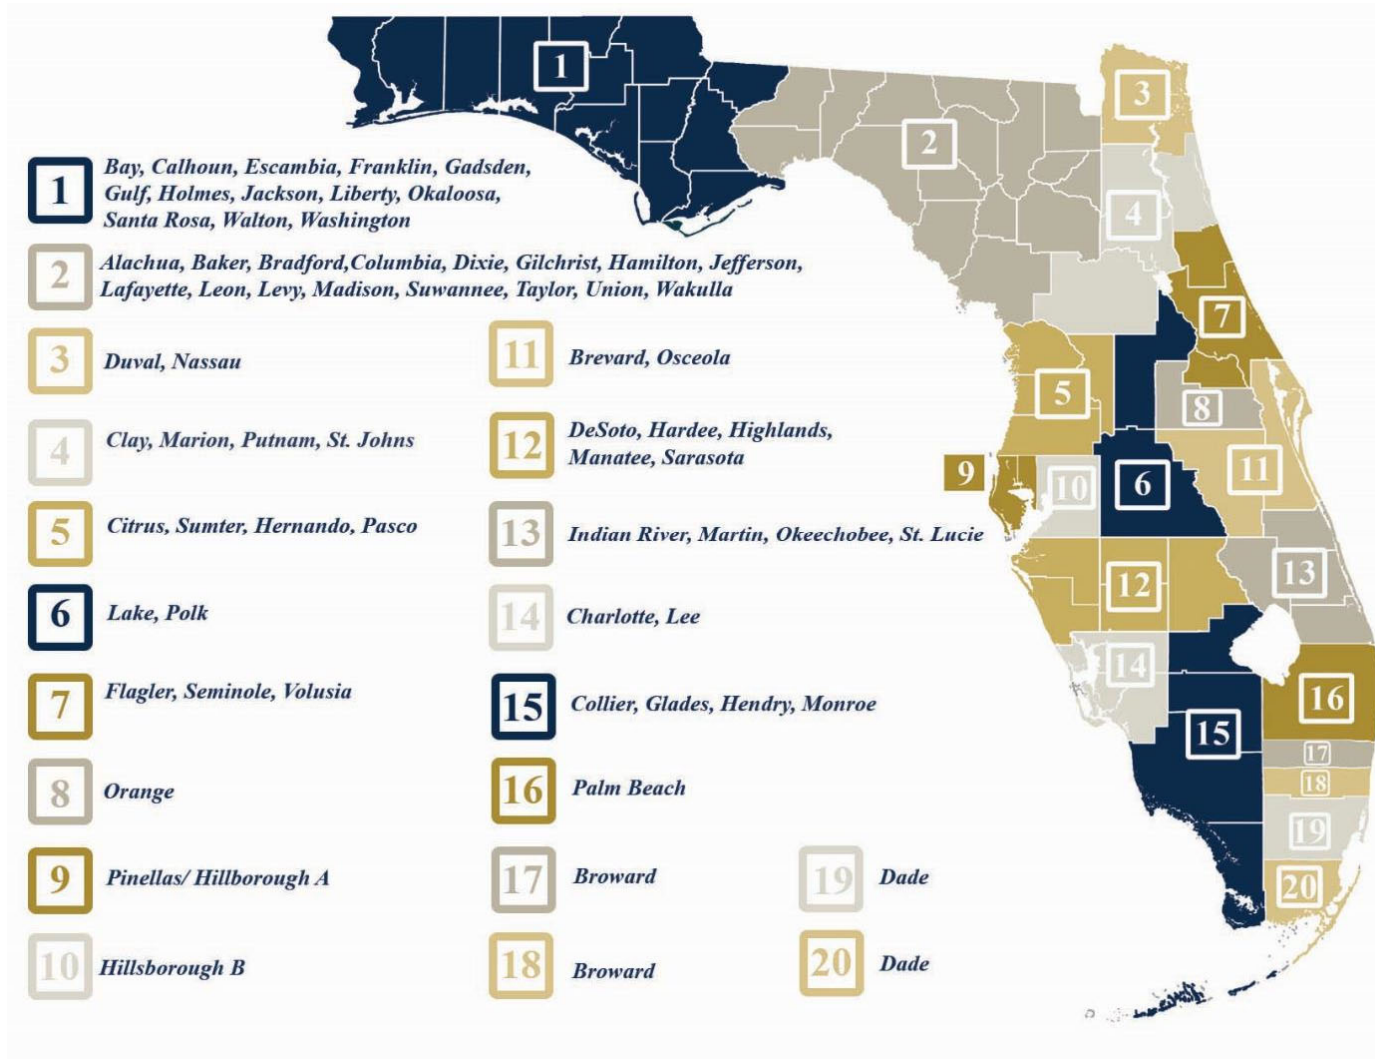 1
Bay, Calhoun, Escambia, Franklin, Gadsden,
Gulf, Holmes, Jackson, Liberty, Okaloosa,
Santa Rosa, Walton, Washington
2
Alachua, Baker, Bradford,Columbia, Dixie, Gilchrist, Hamilton, Jefferson,
Lafayette, Leon, Levy, Madison, Suwannee, Taylor, Union, Wakulla
3
Duval, Nassau
4
Clay, Marion, Putnam, St. Johns
5
Citrus, Sumter, Hernando, Pasco
6
Lake, Polk
7
Flagler, Seminole, Volusia
8
Orange
9
Pinellas/ Hillborough A
10
Hillsborough B
11
Brevard, Osceola
12
DeSoto, Hardee, Highlands,
Manatee, Sarasota
13
Indian River, Martin, Okeechobee, St. Lucie
14
Charlotte, Lee
15
Collier, Glades, Hendry, Monroe
16
Palm Beach
17
Broward
18
Broward
19
Dade
20
Dade
1
2
3
4
5
6
7
8
9
10
11
12
13
14
15
16
17
18
19
20